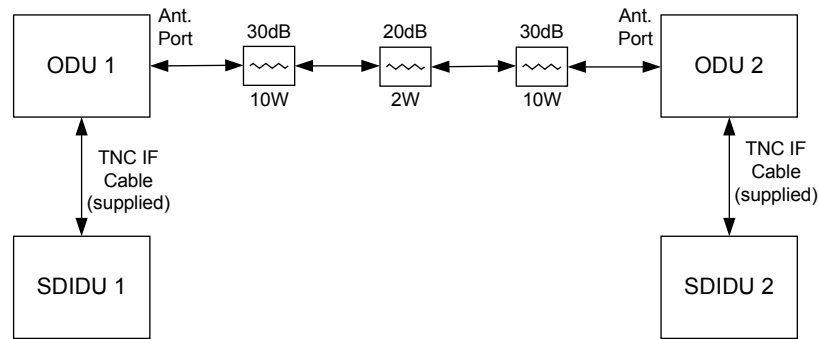 Ant.
Port
30dB
20dB
30dB
Ant.
Port
ODU 1
10W
2W
10W
ODU 2
TNC IF
Cable
(supplied)
TNC IF
Cable
(supplied)
SDIDU 1
SDIDU 2